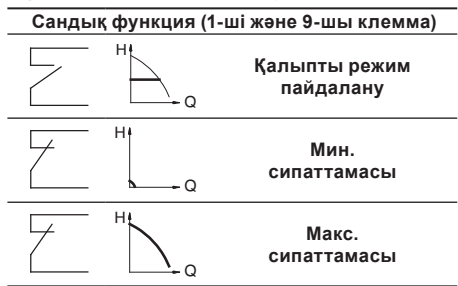 Сандық функция (1-ші және 9-шы клемма)
H
Q
Қалыпты режим
пайдалану
H
Q
Мин.
сипаттамасы
H
Q
Макс.
сипаттамасы